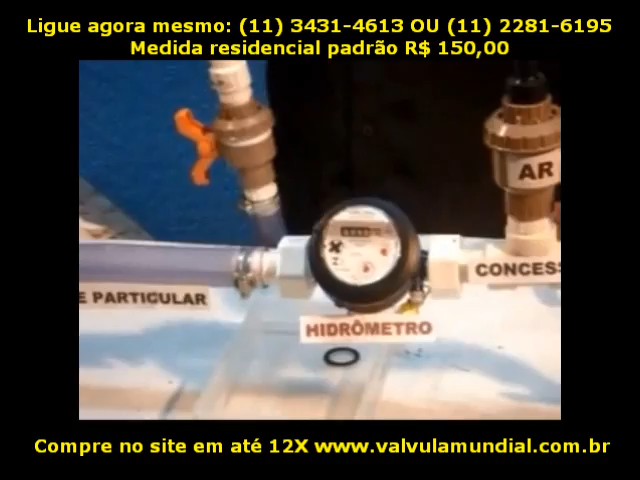 Ligue agora mesmo: (11) 3431-4613 OU (11) 2281-6195
Medida residencial padrão R$ 150,00
AR
CONCESS
E PARTICULAR
HIDRÔMETRO
Compre no site em até 12X www.valvulamundial.com.br